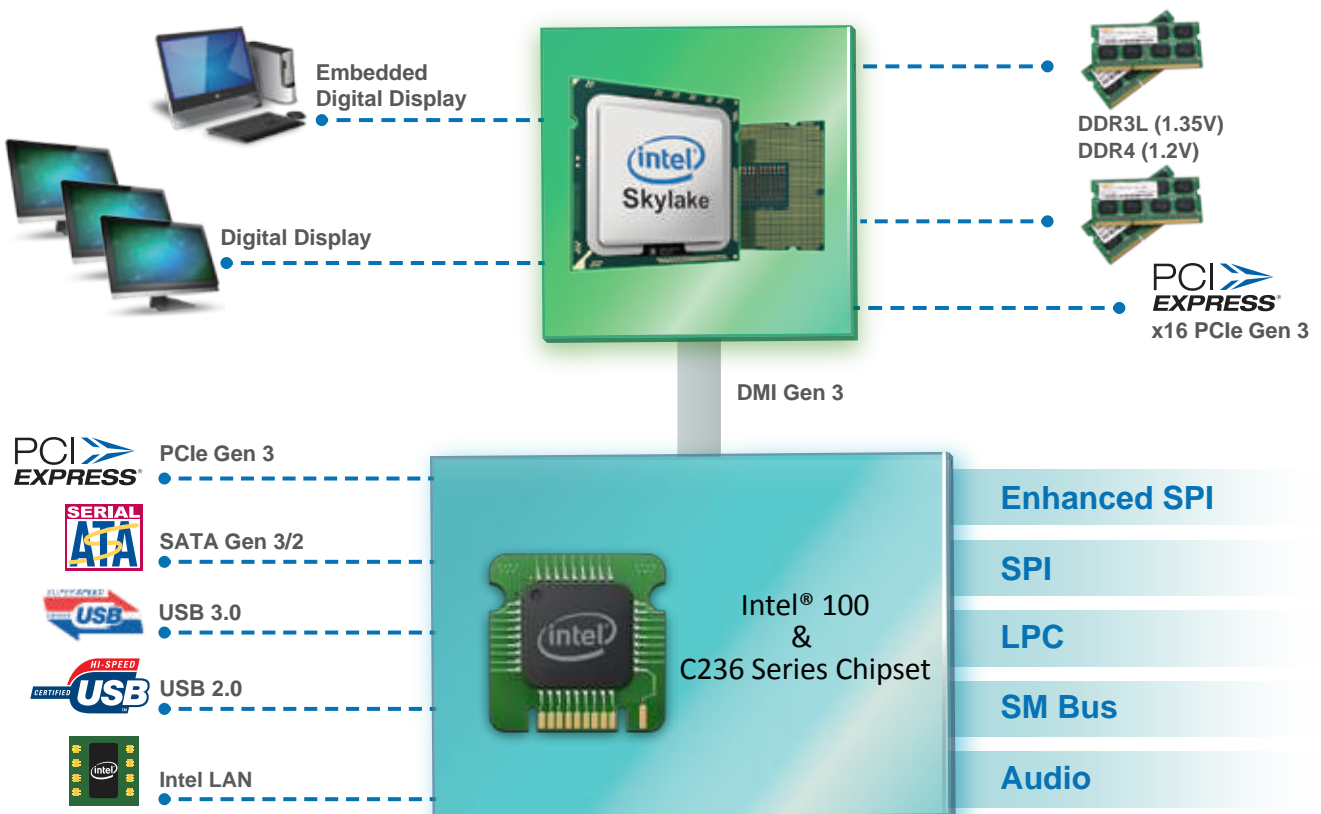 Embedded
Digital Display
Digital Display
intel
Skylake
DDR3L (1.35V)
DDR4 (1.2V)
PCI
EXPRESS®
x16 PCIe Gen 3
DMI Gen 3
PCI
EXPRESS®
PCIe Gen 3
SERIAL
ATA
SATA Gen 3/2
SUPERSPEED
USB
USB 3.0
HI-SPEED
CERTIFIED
USB
USB 2.0
intel
Intel LAN
intel
Intel® 100
&
C236 Series Chipset
Enhanced SPI
SPI
LPC
SM Bus
Audio